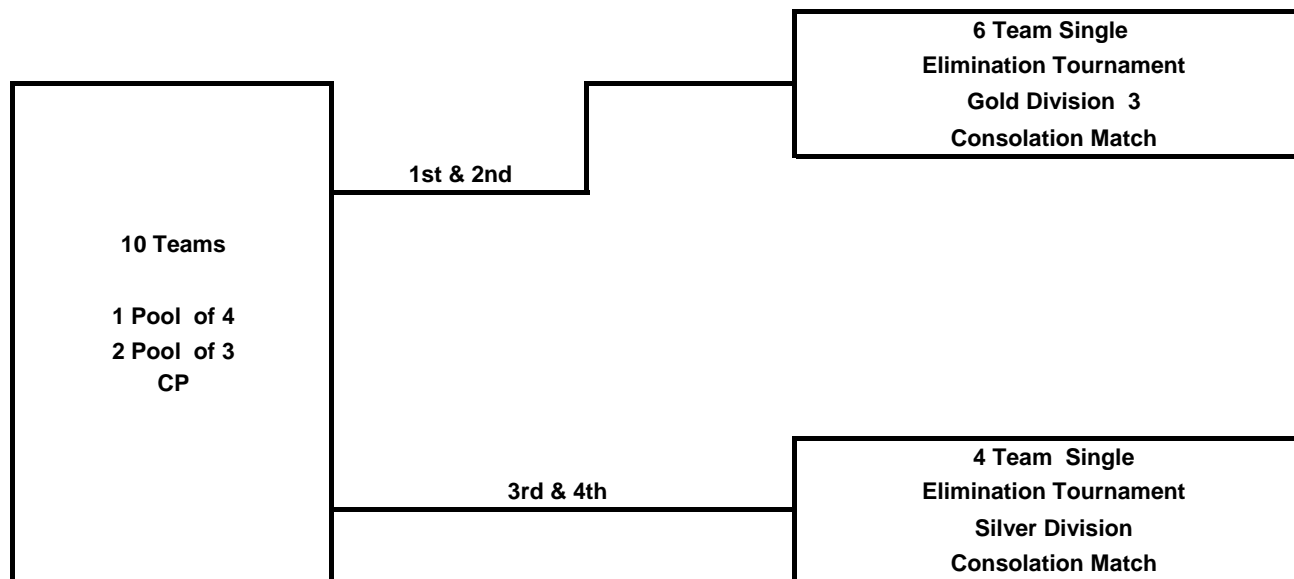 6 Team Single
Elimination Tournament
Gold Division 3
Consolation Match
1st & 2nd
10 Teams
1 Pool of 4
2 Pool of 3
CP
3rd & 4th
4 Team Single
Elimination Tournament
Silver Division
Consolation Match